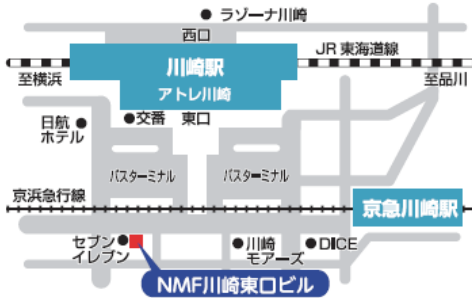 ラゾーナ川崎
西口
JR 東海道線
川崎駅
至横浜
至品川
アトレ川崎
交番
東口
日航
ホテル
バスターミナル
バスターミナル
京浜急行線
京急川崎駅
セブン
イレブン
川崎
モアーズ
DICE
NMF川崎東口ビル